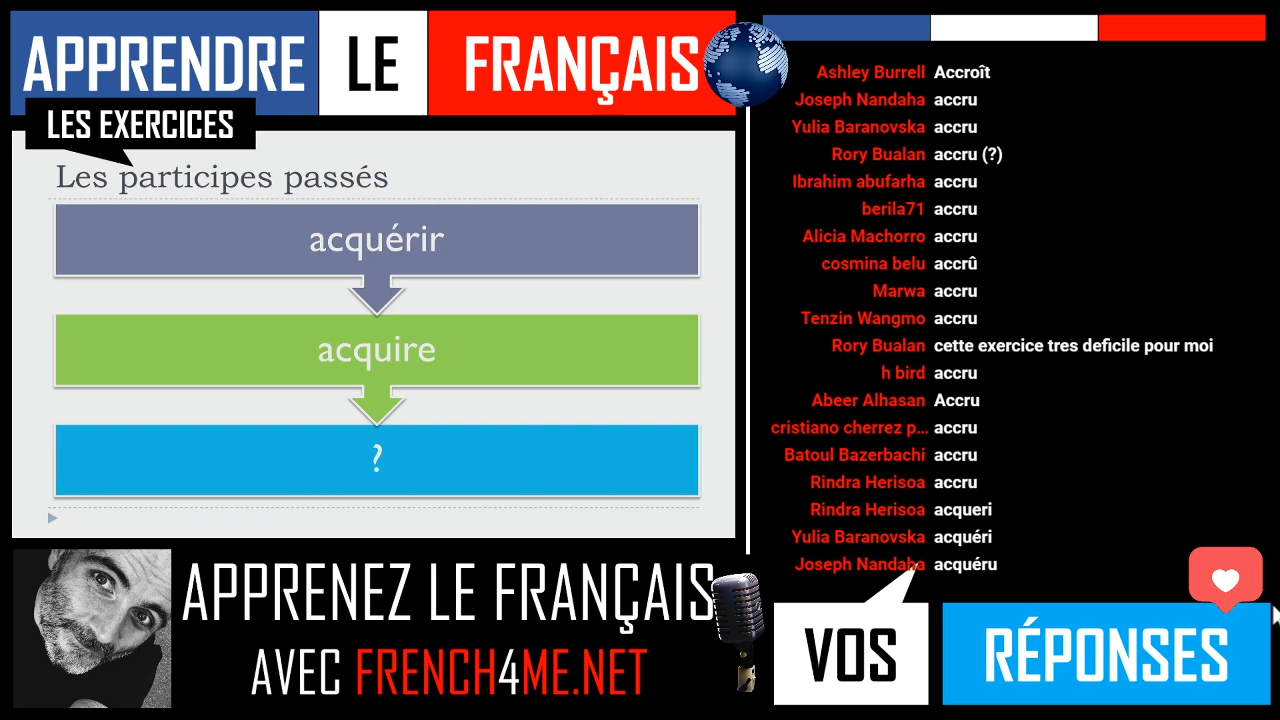 APPRENDRE LE FRANÇAIS
LES EXERCICES
Les participes passés
acquérir
acquire
?
APPRENEZ LE FRANÇAIS
AVEC FRENCH4ME.NET
Ashley Burrell Accroît
Joseph Nandaha accru
Yulia Baranovska accru
Rory Bualan accru (?)
Ibrahim abufarha accru
berila71 accru
Alicia Machorro accru
cosmina belu accrû
Marwa accru
Tenzin Wangmo accru
Rory Bualan cette exercice tres deficile pour moi
h bird accru
Abeer Alhasan Accru
cristiano cherrez p... accru
Batoul Bazerbachi accru
Rindra Herisoa accru
Rindra Herisoa acqueri
Yulia Baranovska acquéri
Joseph Nandaha acquéru
VOS RÉPONSES